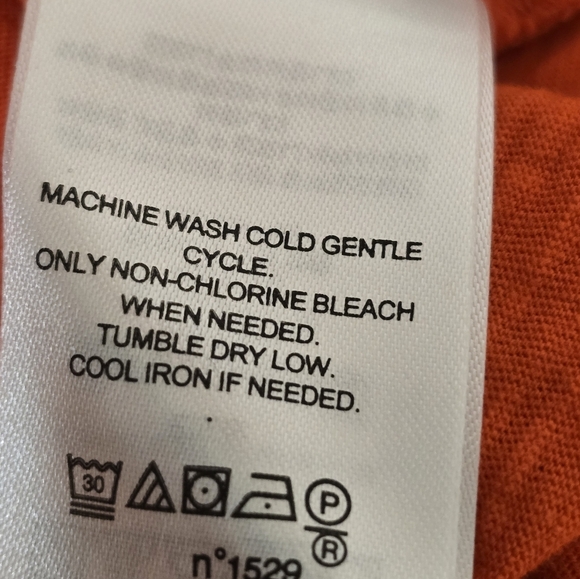 MACHINE WASH COLD GENTLE
CYCLE.
ONLY NON-CHLORINE BLEACH
WHEN NEEDED.
TUMBLE DRY LOW.
COOL IRON IF NEEDED.
30
P
R
n°1529